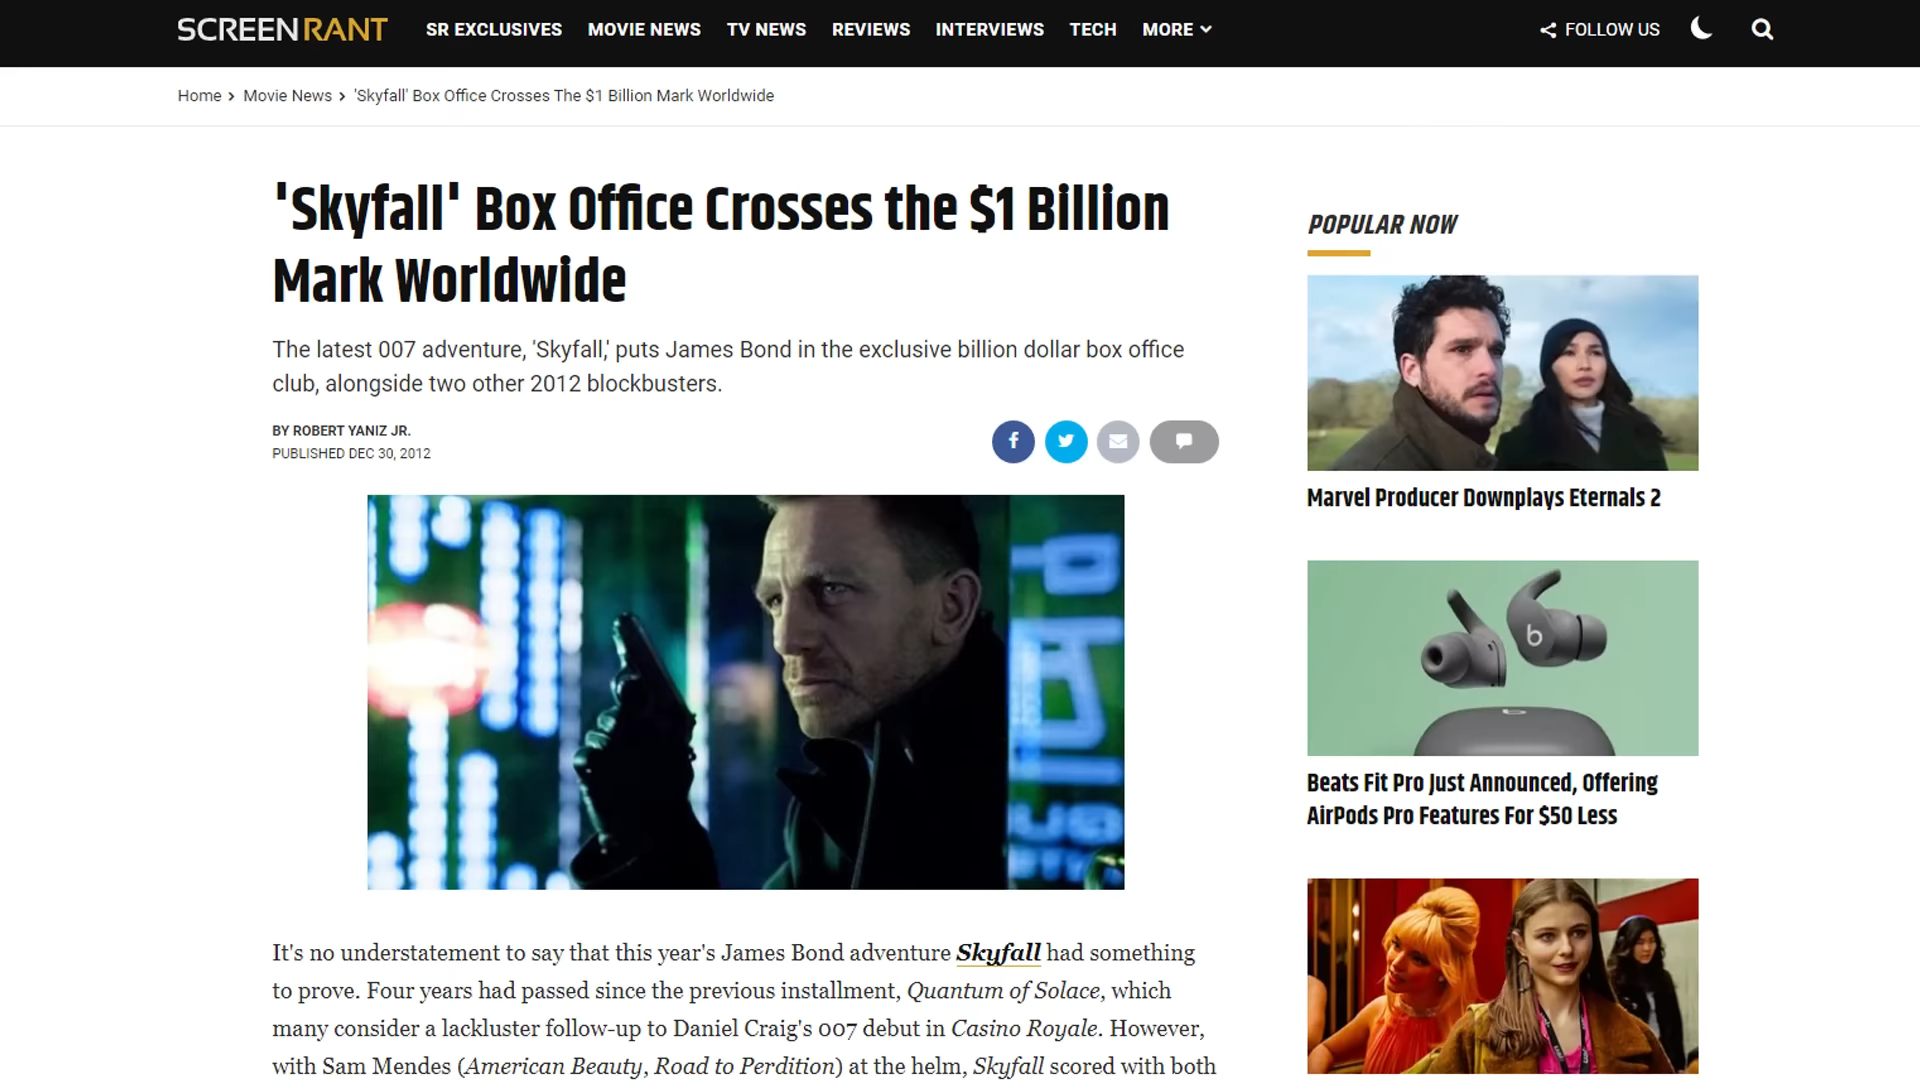 SCREENRANT SR EXCLUSIVES MOVIE NEWS TV NEWS REVIEWS INTERVIEWS TECH MORE FOLLOW US
Home > Movie News > 'Skyfall' Box Office Crosses The $1 Billion Mark Worldwide
'Skyfall' Box Office Crosses the $1 Billion
Mark Worldwide
The latest 007 adventure, 'Skyfall,' puts James Bond in the exclusive billion dollar box office
club, alongside two other 2012 blockbusters.
BY ROBERT YANIZ JR.
PUBLISHED DEC 30, 2012
It's no understatement to say that this year's James Bond adventure Skyfall had something
to prove. Four years had passed since the previous installment, Quantum of Solace, which
many consider a lackluster follow-up to Daniel Craig's 007 debut in Casino Royale. However,
with Sam Mendes (American Beauty, Road to Perdition) at the helm, Skyfall scored with both
POPULAR NOW
Marvel Producer Downplays Eternals 2
b
Beats Fit Pro Just Announced, Offering
AirPods Pro Features For $50 Less